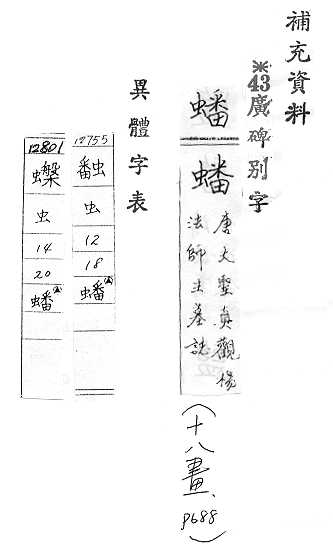 補充資料
※43廣碑別字
蟠
蟠
唐大聖真觀楊
法師生墓誌
(十八畫、
P688)
異體字表
12755
番虫
虫
12
18
蟠
12801
虫
14
20
蟠